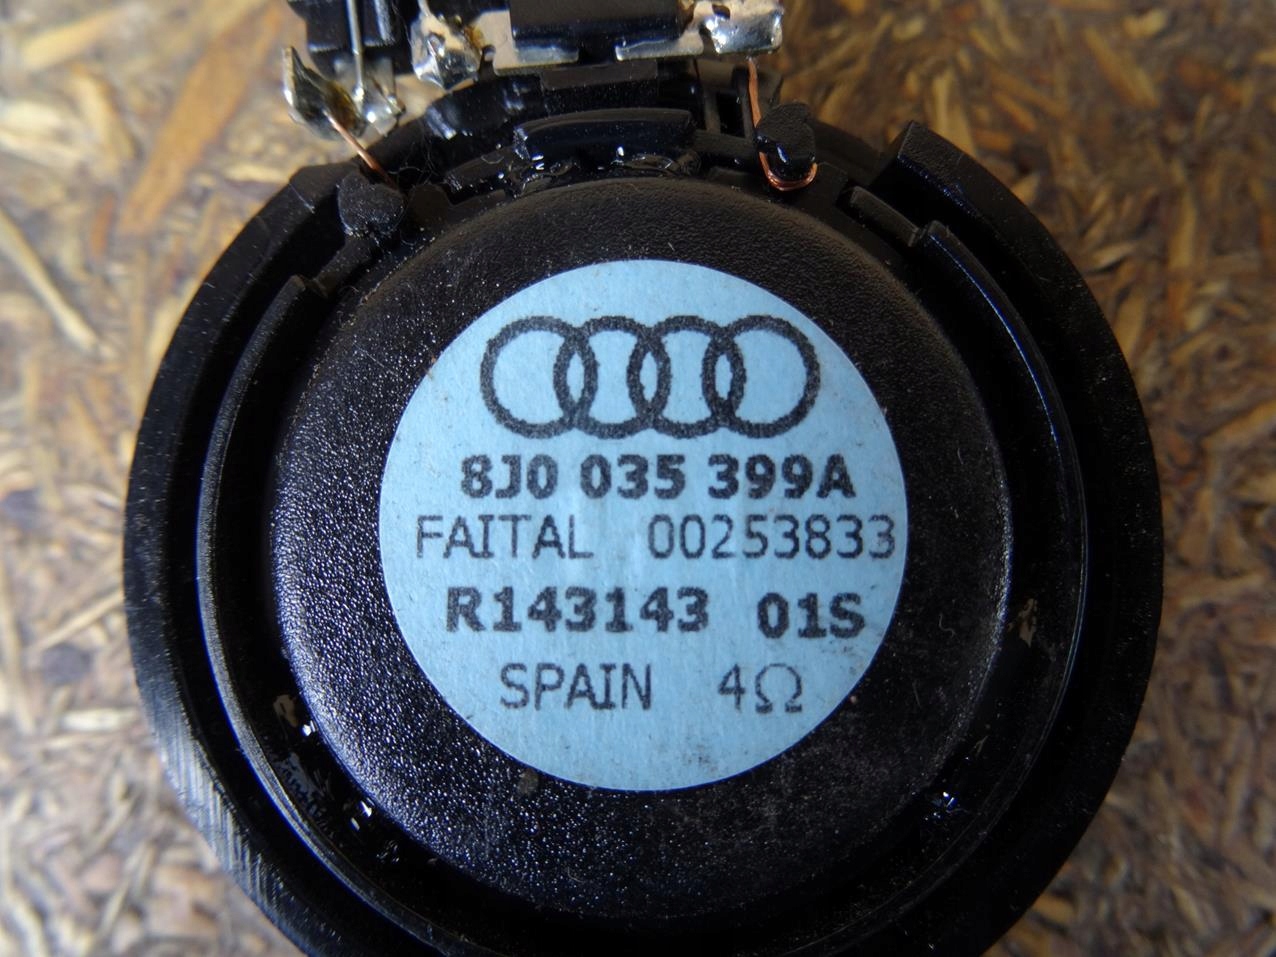 8J0 035 399A
FAITAL 00253833
R143143 01S
SPAIN 4Ω